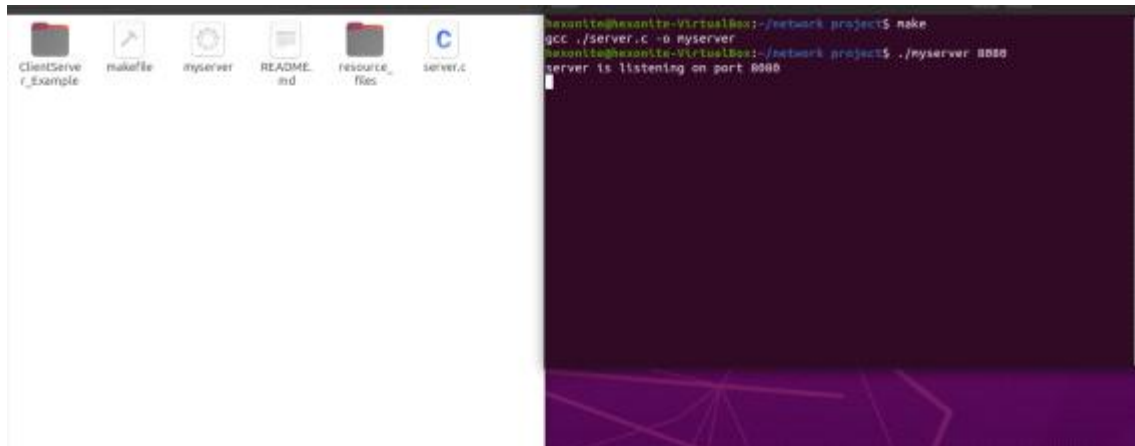 ClientServe
r_Example
makefile
myserver
README.
md
resource_
files
C
server.c
hexonite@hexonite-VirtualBox:~/network project$ make
gcc ./server.c -o myserver
hexonite@hexonite-VirtualBox:~/network project$ ./myserver 8080
server is listening on port 8080